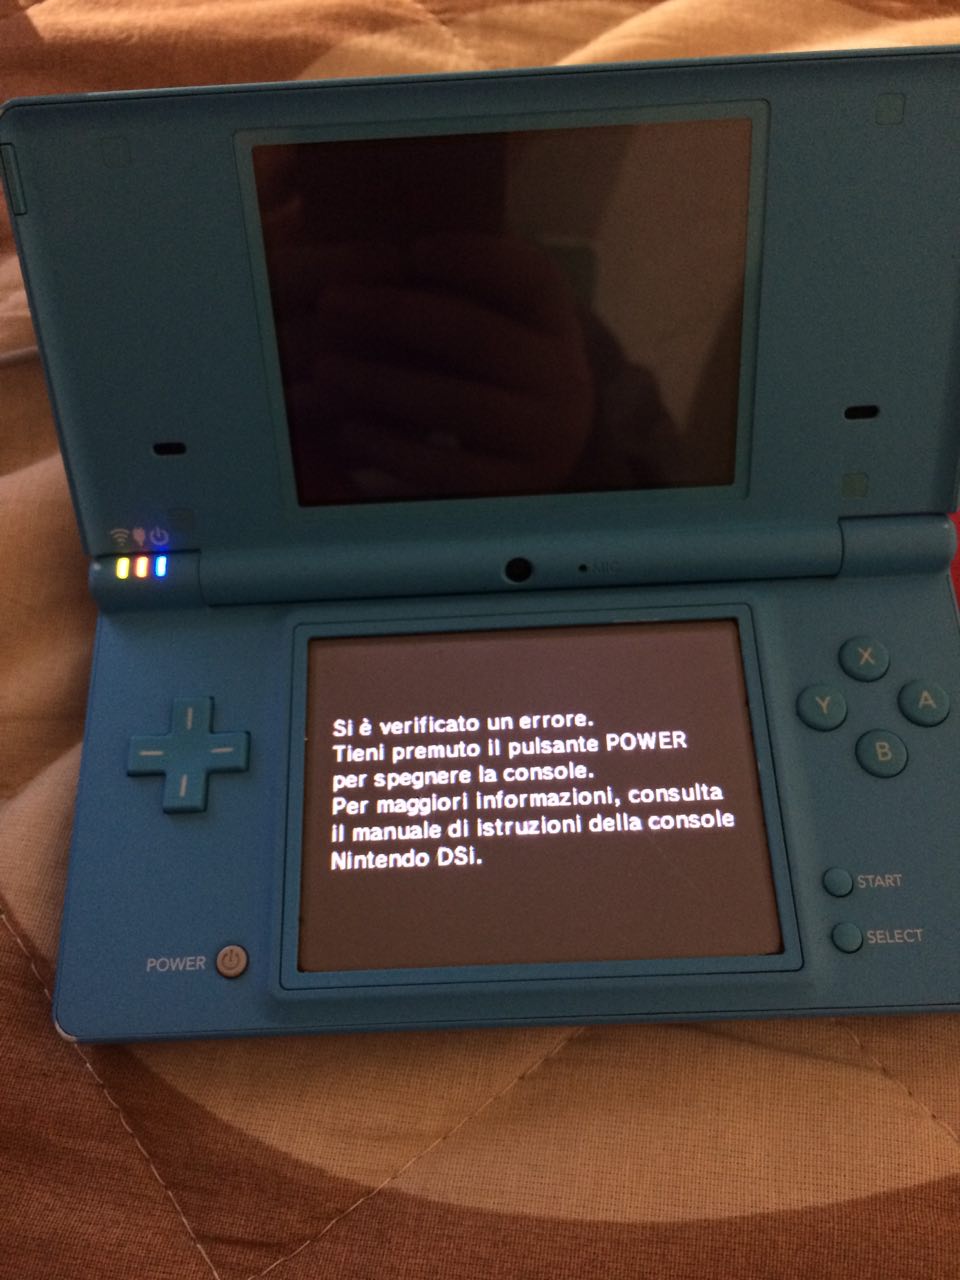 MIC
Si è verificato un errore.
Tieni premuto il pulsante POWER
per spegnere la console.
Per maggiori informazioni, consulta
il manuale di istruzioni della console
Nintendo DSi.
X
Y
A
B
START
SELECT
POWER